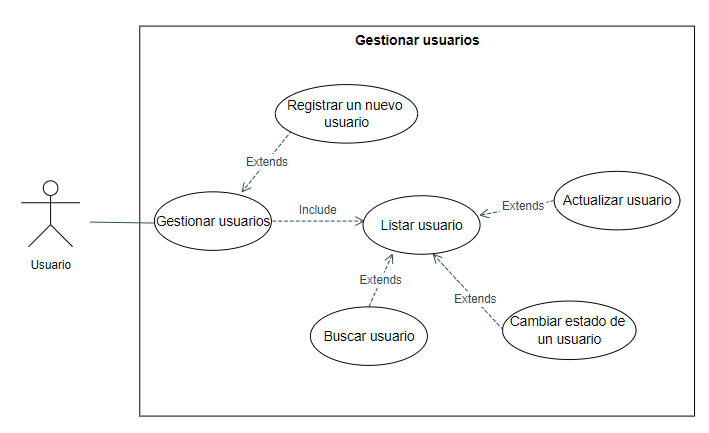 Gestionar usuarios
Registrar un nuevo
usuario
Extends
Gestionar usuarios
Include
Listar usuario
Extends
Actualizar usuario
Usuario
Extends
Extends
Buscar usuario
Cambiar estado de
un usuario